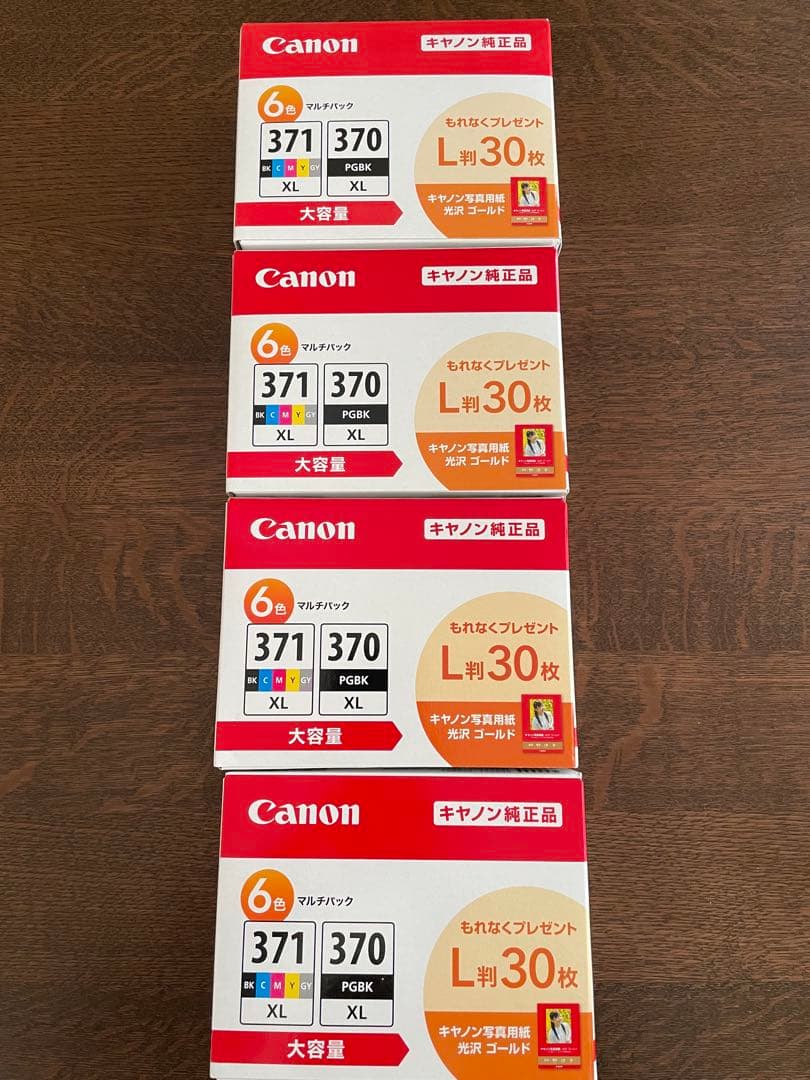 Canon
キヤノン純正品
6色 マルチパック
371 370
BK C M Y GY PGBK
XL XL
大容量
もれなくプレゼント
L判30枚
キヤノン写真用紙
光沢 ゴールド
Canon
キヤノン純正品
6色 マルチパック
371 370
BK C M Y GY PGBK
XL XL
大容量
もれなくプレゼント
L判30枚
キヤノン写真用紙
光沢 ゴールド
Canon
キヤノン純正品
6色 マルチパック
371 370
BK C M Y GY PGBK
XL XL
大容量
もれなくプレゼント
L判30枚
キヤノン写真用紙
光沢 ゴールド
Canon
キヤノン純正品
6色 マルチパック
371 370
BK C M Y GY PGBK
XL XL
大容量
もれなくプレゼント
L判30枚
キヤノン写真用紙
光沢 ゴールド